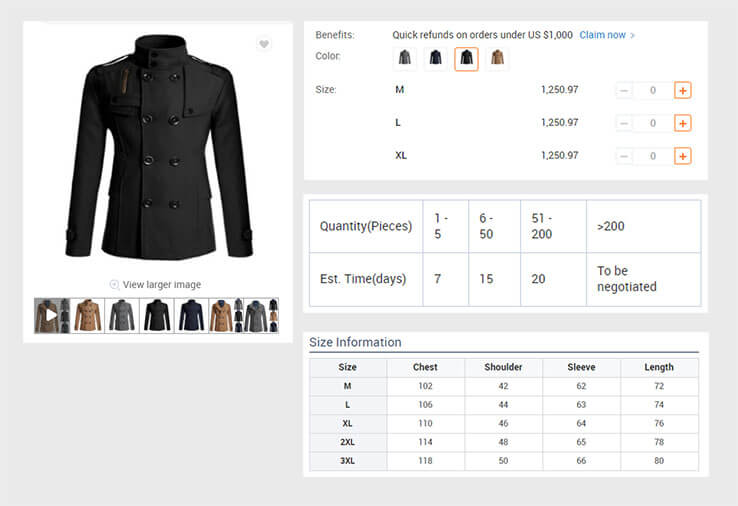 View larger image
Benefits: Quick refunds on orders under US $1,000 Claim now >
Color:
Size: M 1,250.97 − 0 +
L 1,250.97 − 0 +
XL 1,250.97 − 0 +
Quantity(Pieces) 1 - 5 6 - 50 51 - 200 >200
Est. Time(days) 7 15 20 To be negotiated
Size Information
Size Chest Shoulder Sleeve Length
M 102 42 62 72
L 106 44 63 74
XL 110 46 64 76
2XL 114 48 65 78
3XL 118 50 66 80